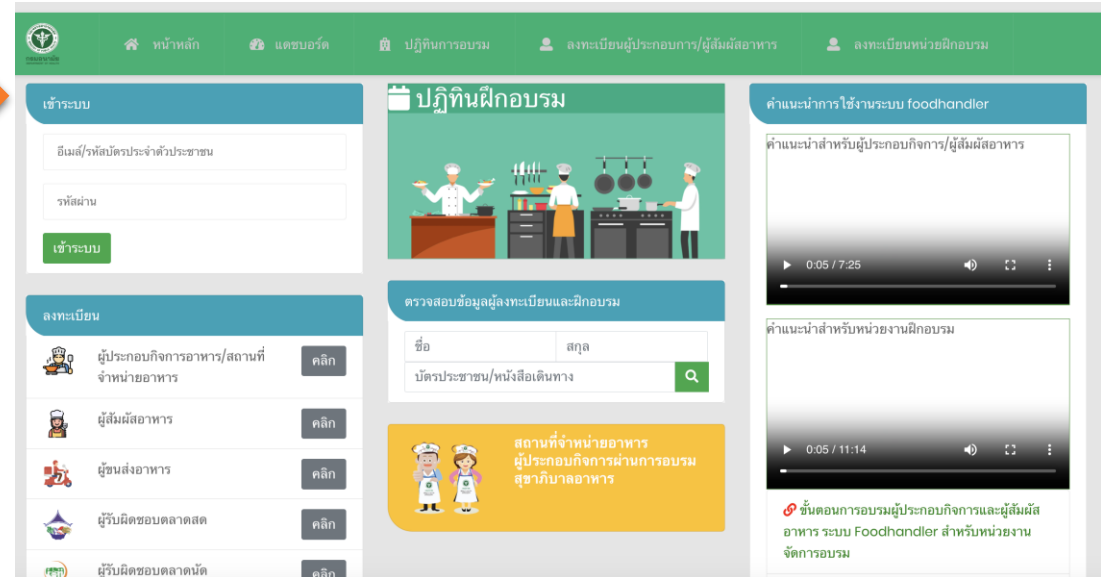 กรมอนามัย
หน้าหลัก
แดชบอร์ด
ปฏิทินการอบรม
ลงทะเบียนผู้ประกอบการ/ผู้สัมผัสอาหาร
ลงทะเบียนหน่วยฝึกอบรม
เข้าระบบ
อีเมล์/รหัสบัตรประจำตัวประชาชน
รหัสผ่าน
เข้าระบบ
ลงทะเบียน
ผู้ประกอบกิจการอาหาร/สถานที่
จำหน่ายอาหาร
คลิก
ผู้สัมผัสอาหาร
คลิก
ผู้ขนส่งอาหาร
คลิก
ผู้รับผิดชอบตลาดสด
คลิก
ผู้รับผิดชอบตลาดนัด
คลิก
ปฏิทินฝึกอบรม
ตรวจสอบข้อมูลผู้ลงทะเบียนและฝึกอบรม
ชื่อ
สกุล
บัตรประชาชน/หนังสือเดินทาง
สถานที่จำหน่ายอาหาร
ผู้ประกอบกิจการผ่านการอบรม
สุขาภิบาลอาหาร
คำแนะนำการใช้งานระบบ foodhandler
คำแนะนำสำหรับผู้ประกอบกิจการ/ผู้สัมผัสอาหาร
0:05 / 7:25
คำแนะนำสำหรับหน่วยงานฝึกอบรม
0:05 / 11:14
ขั้นตอนการอบรมผู้ประกอบกิจการและผู้สัมผัส
อาหาร ระบบ Foodhandler สำหรับหน่วยงาน
จัดการอบรม